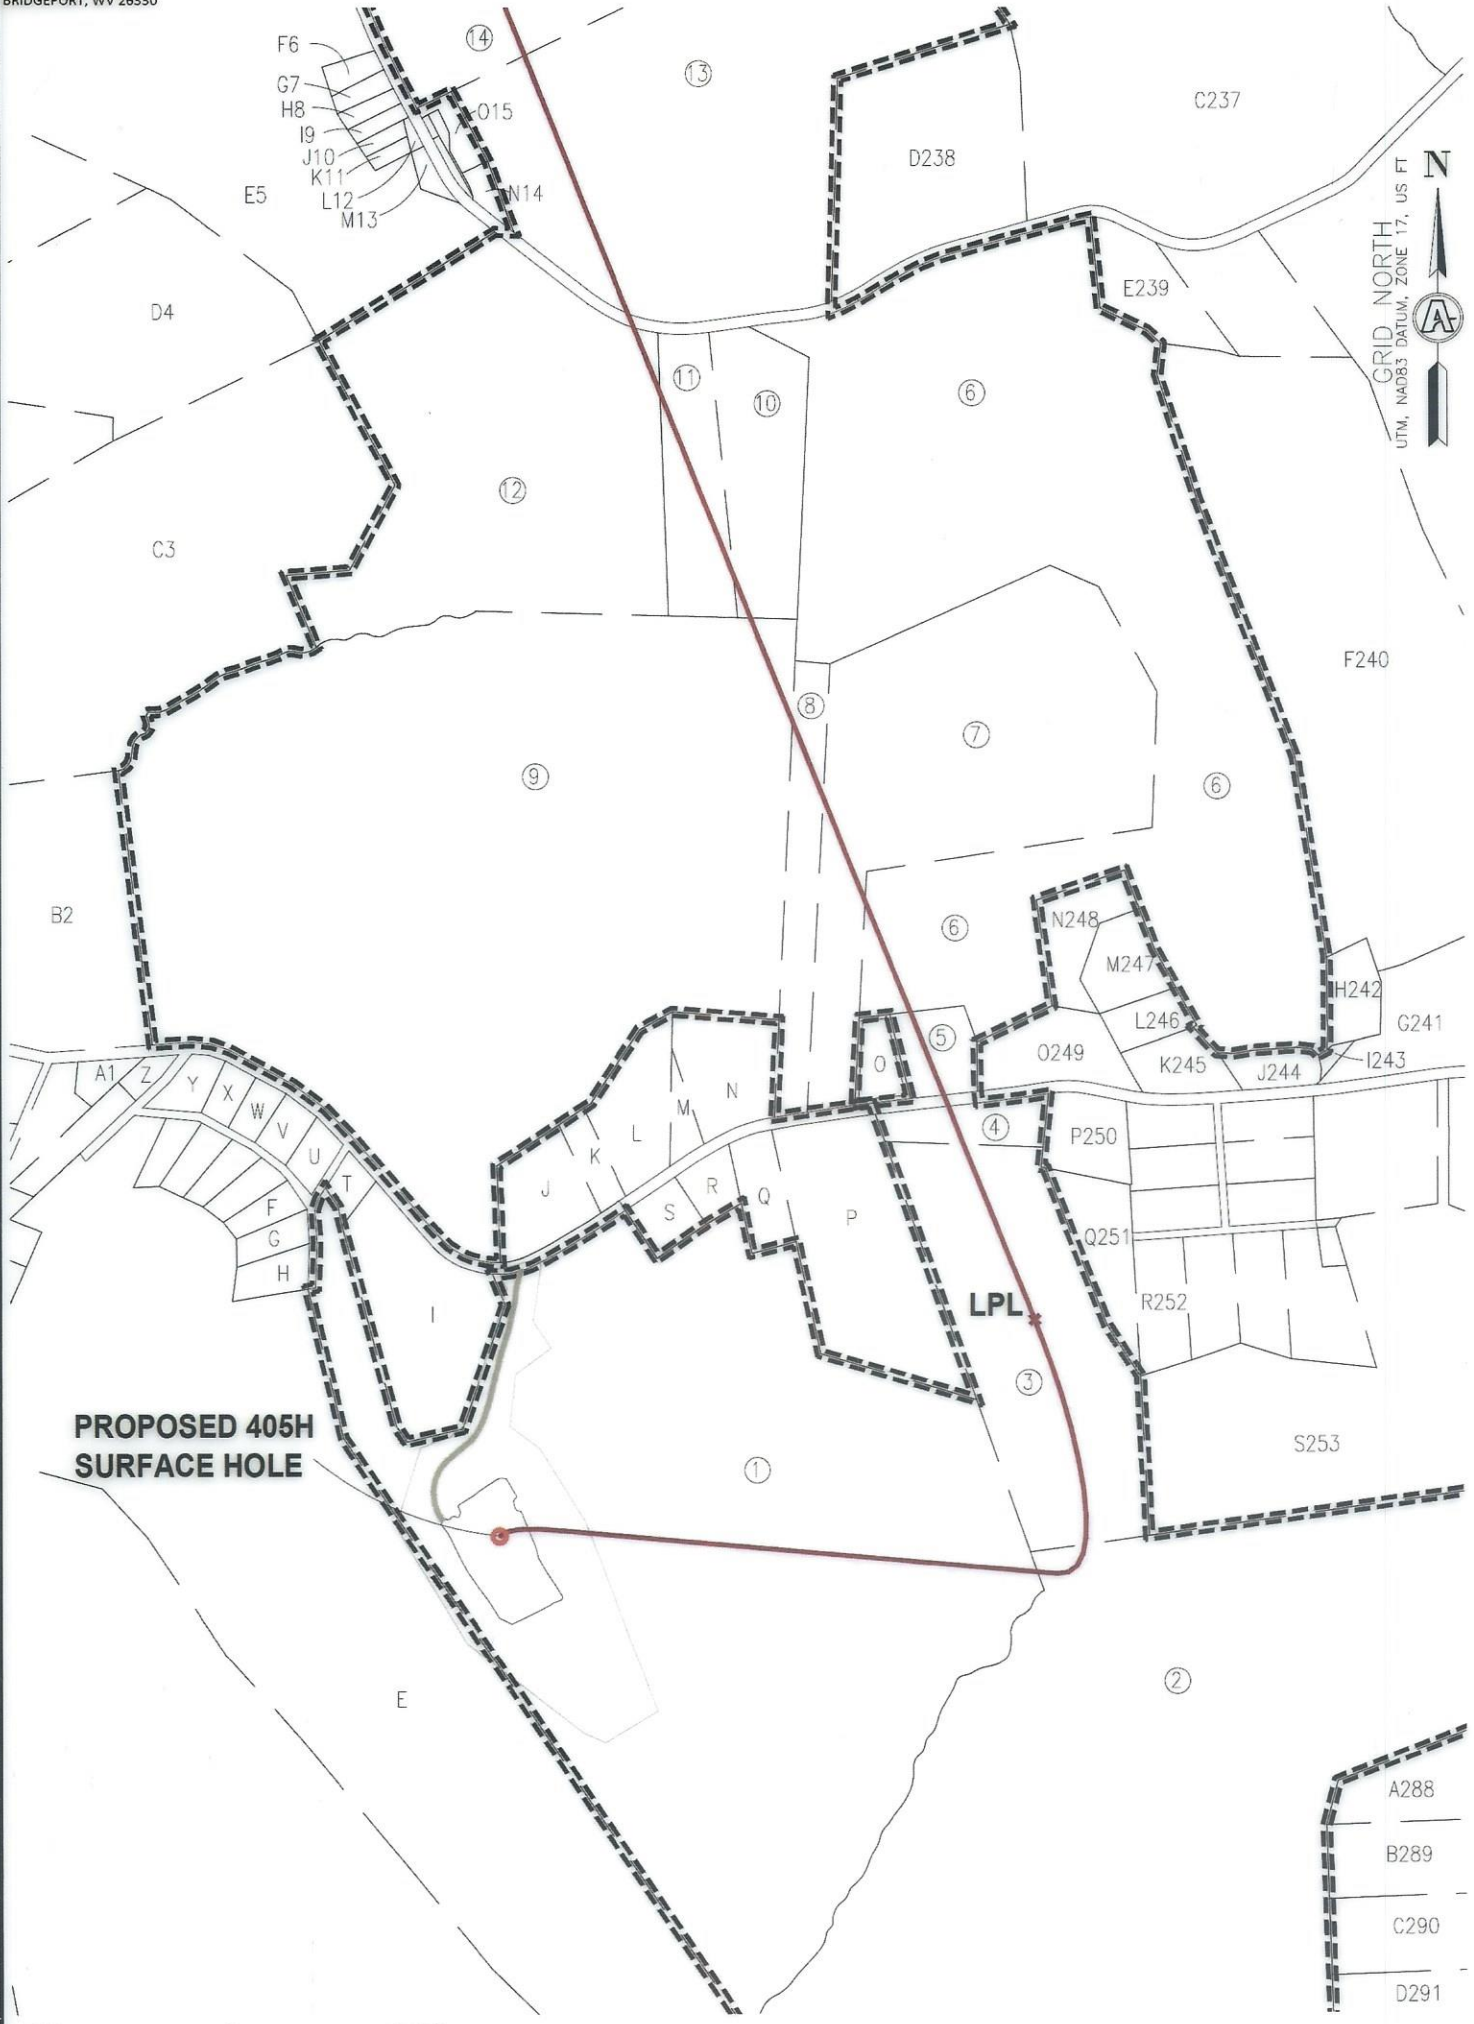 BRIDGEPORT, WV 26330
14
13
F6
G7
H8
I9
J10
K11
L12
M13
O15
N14
E5
D4
C3
B2
D238
C237
E239
N
GRID NORTH
UTM, NAD83 DATUM, ZONE 17, US FT
A
11
10
6
12
F240
8
7
9
6
6
N248
M247
L246
K245
J244
I243
H242
G241
O249
5
O
4
P250
Q251
R252
S253
A1
Z
Y
X
W
V
U
T
F
G
H
I
J
K
L
M
N
S
R
Q
P
LPL
3
PROPOSED 405H
SURFACE HOLE
1
2
E
A288
B289
C290
D291